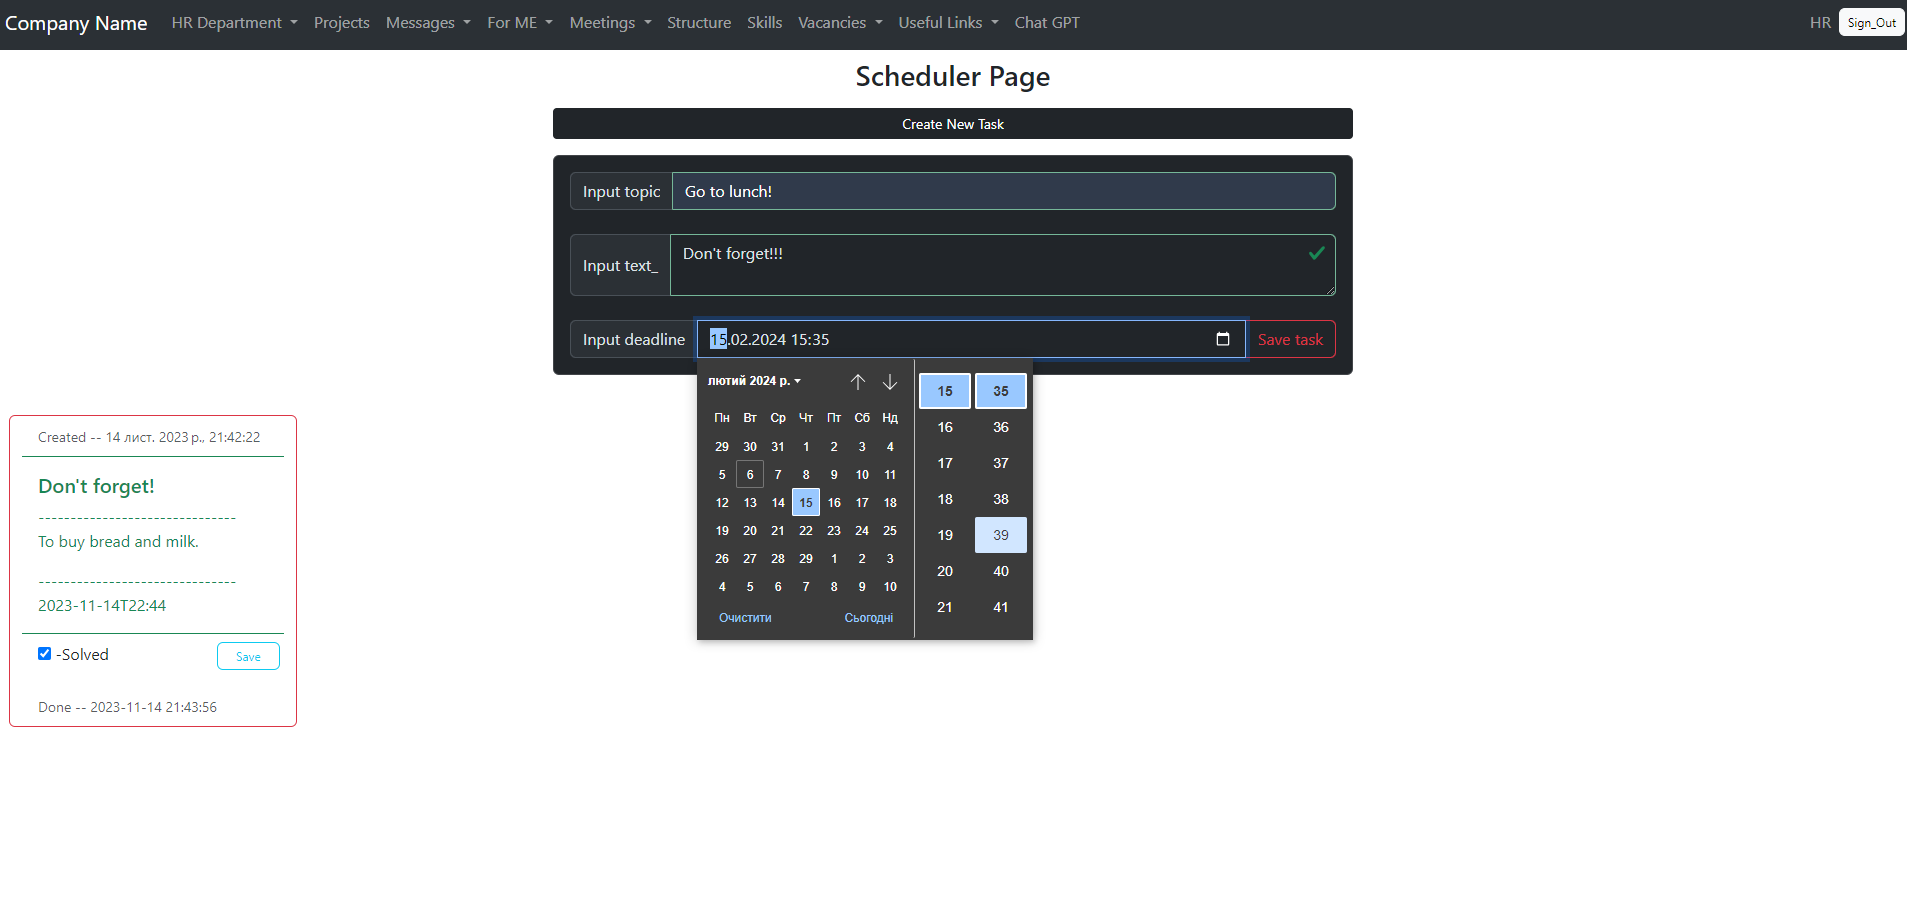 Company Name HR Department Projects Messages For ME Meetings Structure Skills Vacancies Useful Links Chat GPT HR Sign_Out
Scheduler Page
Create New Task
Input topic Go to lunch!
Input text_ Don't forget!!!
Input deadline 15.02.2024 15:35 Save task
лютий 2024 р.
Пн Вт Ср Чт Пт Сб Нд
29 30 31 1 2 3 4
5 6 7 8 9 10 11
12 13 14 15 16 17 18
19 20 21 22 23 24 25
26 27 28 29 1 2 3
4 5 6 7 8 9 10
Очистити Сьогодні
15 35
16 36
17 37
18 38
19 39
20 40
21 41
Created -- 14 лист. 2023 р., 21:42:22
Don't forget!
-------------------------------
To buy bread and milk.
-------------------------------
2023-11-14T22:44
-Solved Save
Done -- 2023-11-14 21:43:56